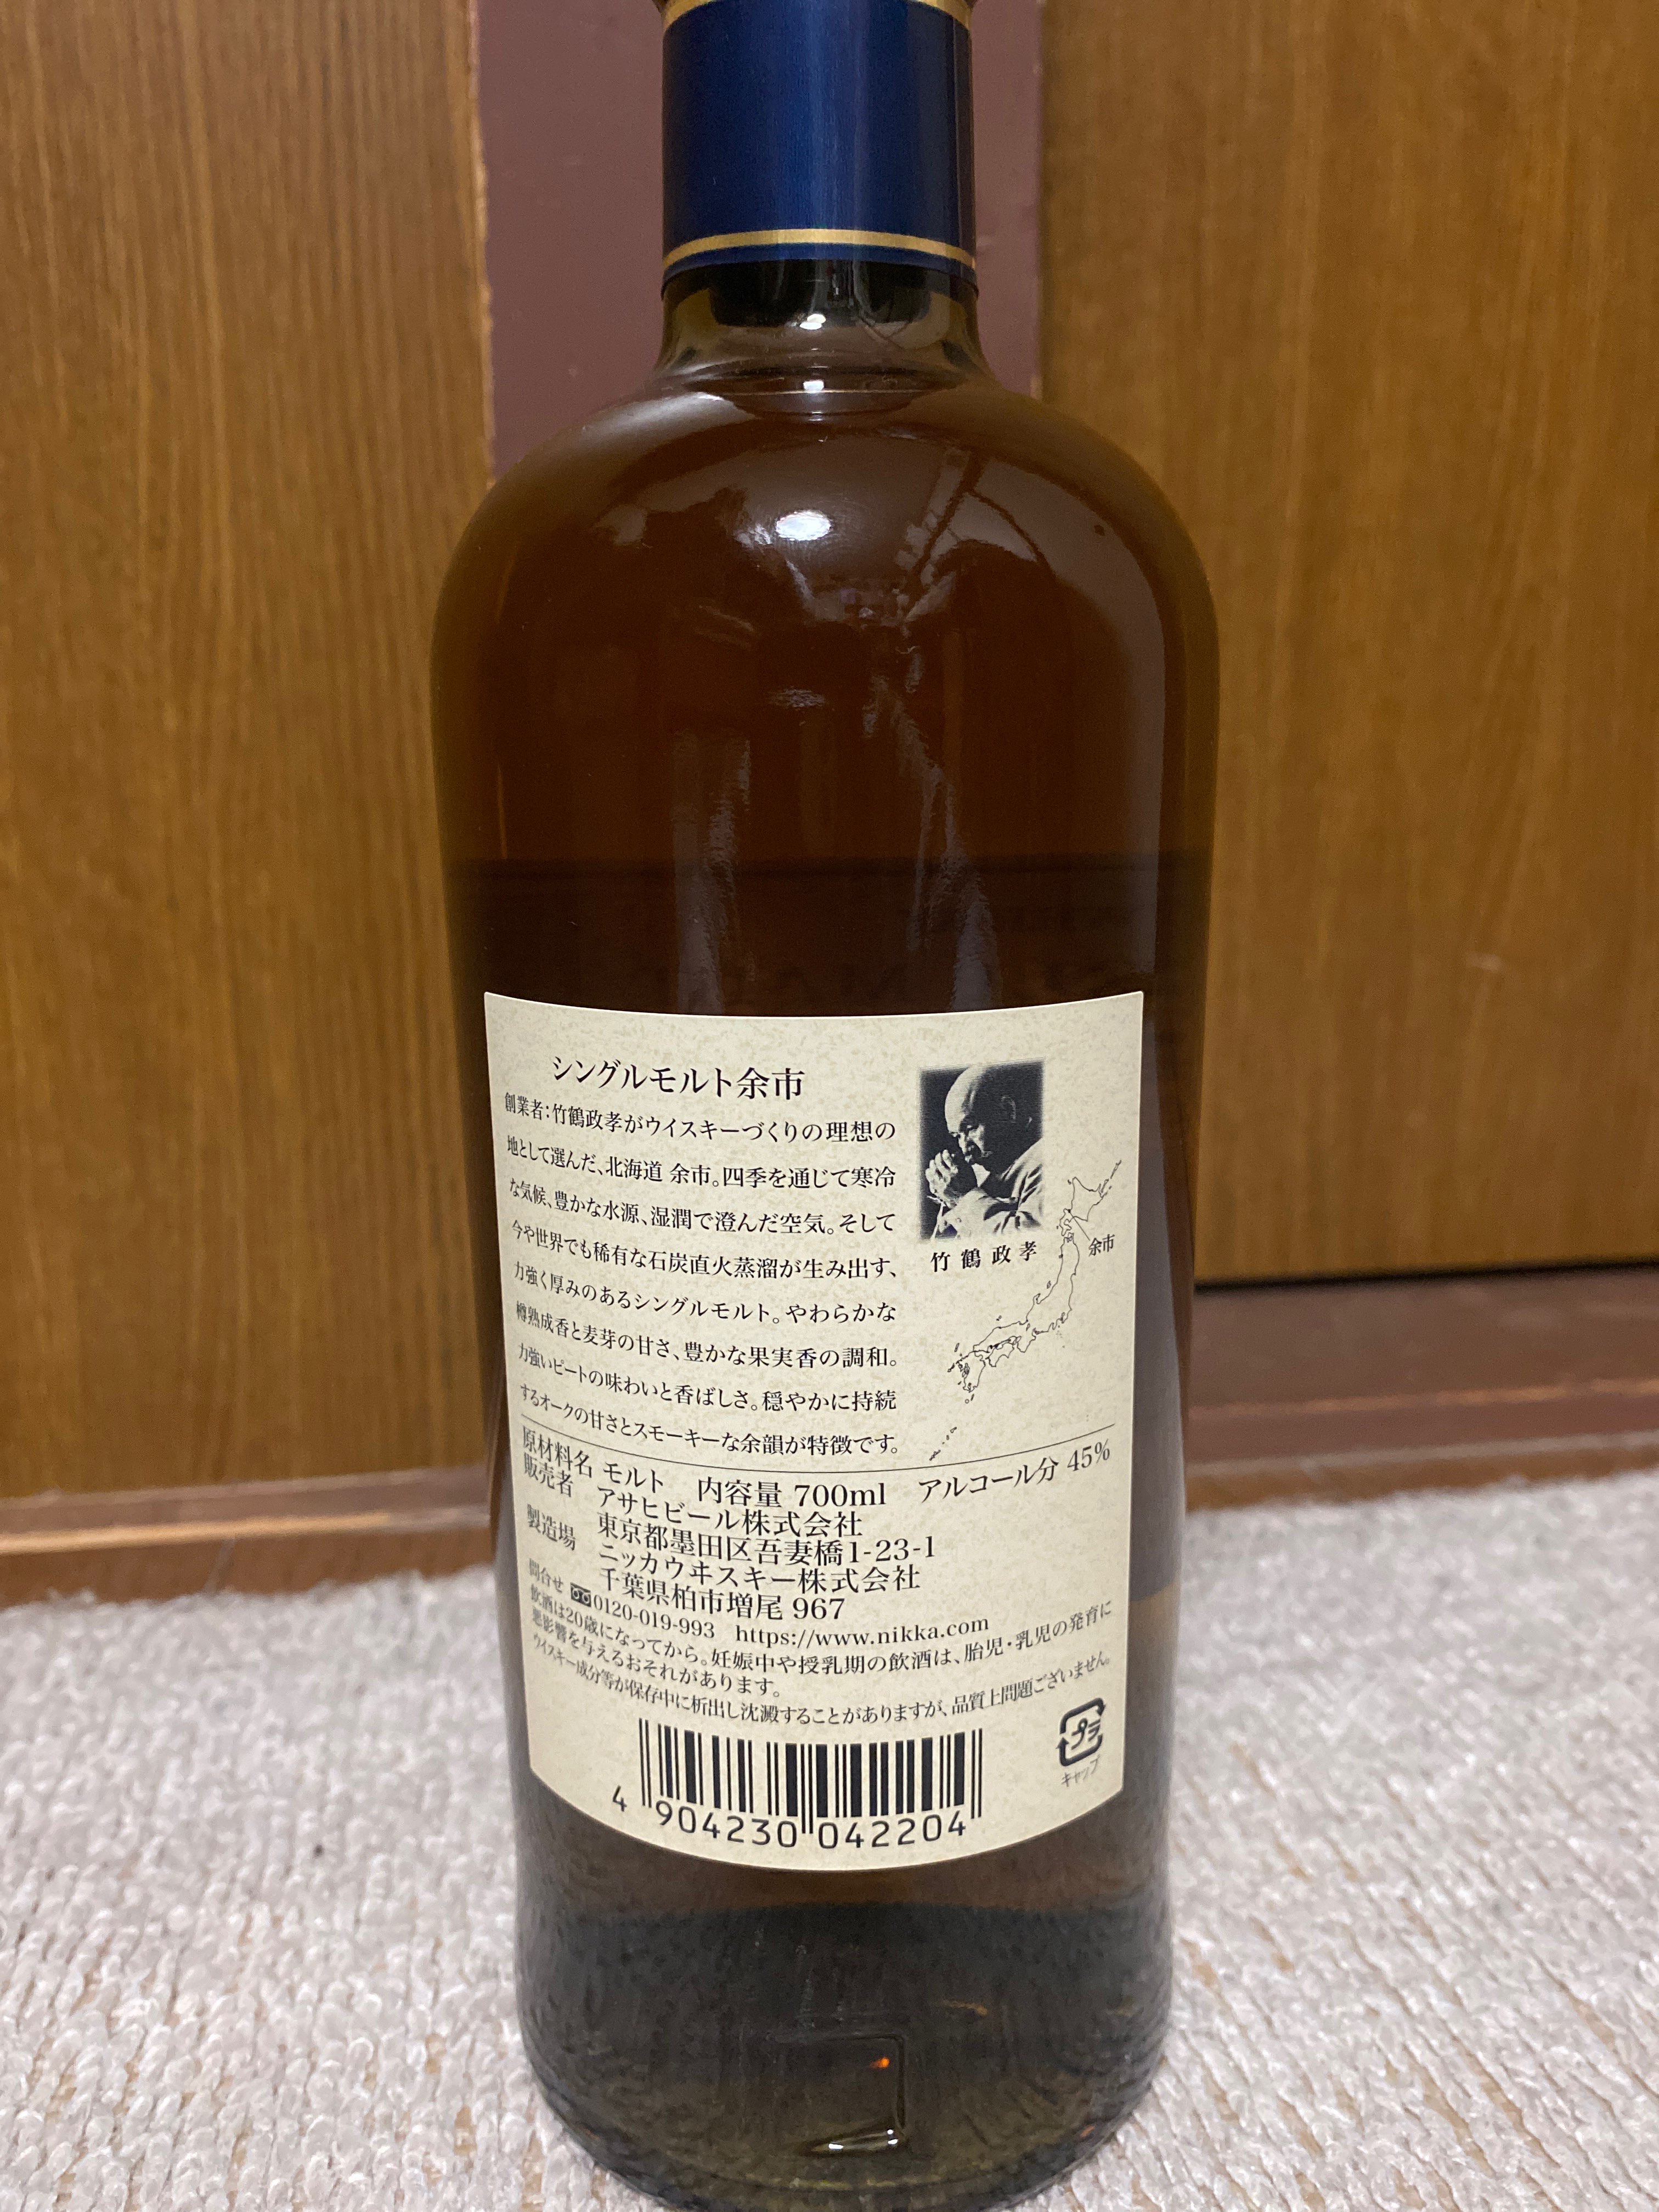 シングルモルト余市
創業者:竹鶴政孝がウイスキーづくりの理想の
地として選んだ、北海道 余市。四季を通じて寒冷
な気候、豊かな水源、湿潤で澄んだ空気。そして
今や世界でも稀有な石炭直火蒸溜が生み出す、
力強く厚みのあるシングルモルト。やわらかな
樽熟成香と麦芽の甘さ、豊かな果実香の調和。
力強いピートの味わいと香ばしさ。穏やかに持続
するオークの甘さとスモーキーな余韻が特徴です。
竹鶴政孝
余市
原材料名 モルト 内容量 700ml アルコール分 45%
販売者 アサヒビール株式会社
東京都墨田区吾妻橋1-23-1
製造場 ニッカウヰスキー株式会社
千葉県柏市増尾 967
問合せ 0120-019-993 https://www.nikka.com
飲酒は20歳になってから。妊娠中や授乳期の飲酒は、胎児・乳児の発育に
悪影響を与えるおそれがあります。
ウイスキー成分等が保存中に析出し沈澱することがありますが、品質上問題ございません。
プラ
キャップ
4 904230 042204